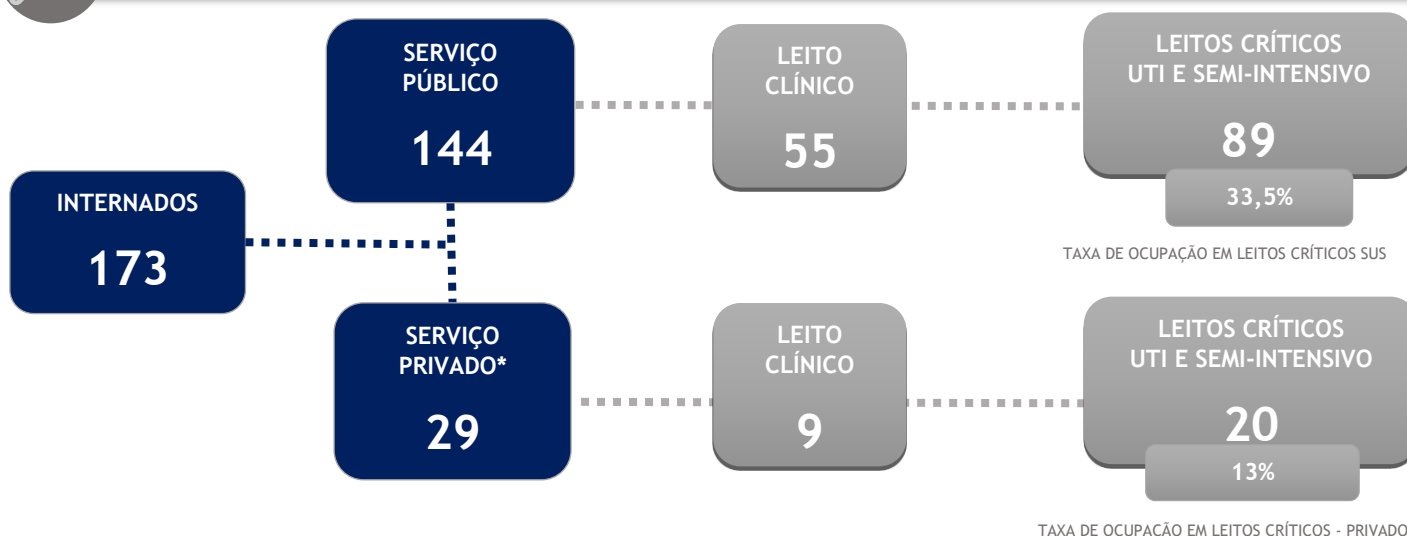 INTERNADOS
173
SERVIÇO
PÚBLICO
144
LEITO
CLÍNICO
55
LEITOS CRÍTICOS
UTI E SEMI-INTENSIVO
89
33,5%
TAXA DE OCUPAÇÃO EM LEITOS CRÍTICOS SUS
SERVIÇO
PRIVADO*
29
LEITO
CLÍNICO
9
LEITOS CRÍTICOS
UTI E SEMI-INTENSIVO
20
13%
TAXA DE OCUPAÇÃO EM LEITOS CRÍTICOS - PRIVADO